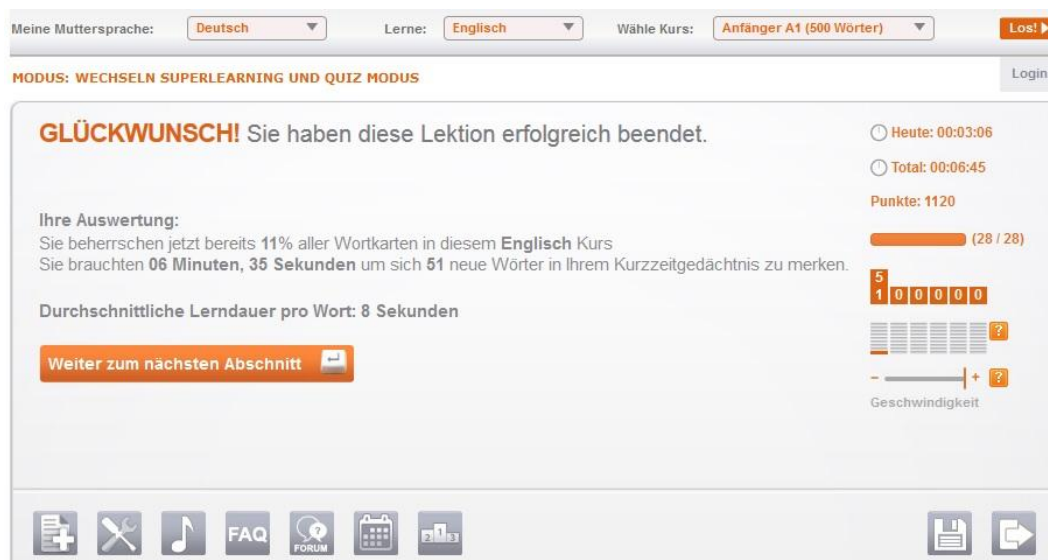 Meine Muttersprache: Deutsch Lerne: Englisch Wähle Kurs: Anfänger A1 (500 Wörter) Los!
MODUS: WECHSELN SUPERLEARNING UND QUIZ MODUS
Login
GLÜCKWUNSCH! Sie haben diese Lektion erfolgreich beendet.
Ihre Auswertung:
Sie beherrschen jetzt bereits 11% aller Wortkarten in diesem Englisch Kurs
Sie brauchten 06 Minuten, 35 Sekunden um sich 51 neue Wörter in Ihrem Kurzzeitgedächtnis zu merken.
Durchschnittliche Lerndauer pro Wort: 8 Sekunden
Weiter zum nächsten Abschnitt
Heute: 00:03:06
Total: 00:06:45
Punkte: 1120
(28 / 28)
5
1 0 0 0 0 0
?
- + ?
Geschwindigkeit
FAQ
?
FORUM
2 1 3